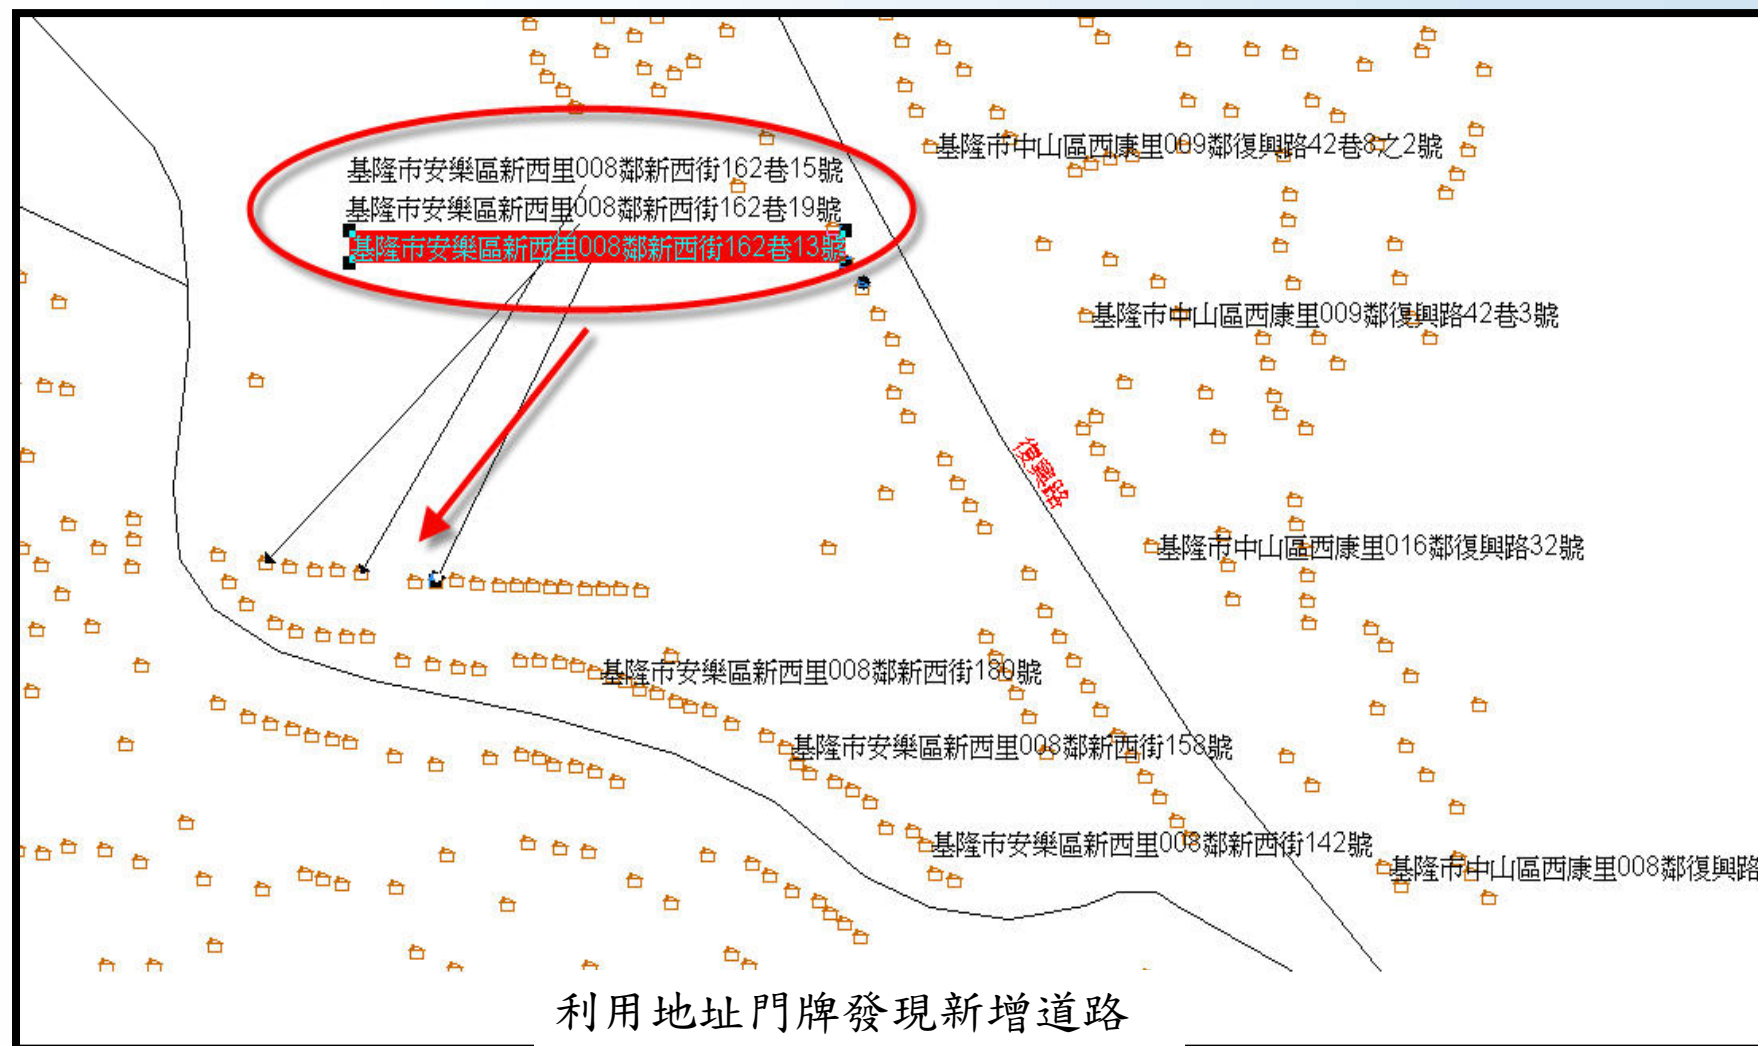 基隆市中山區西康里009鄰復興路42巷8之2號
基隆市安樂區新西里008鄰新西街162巷15號
基隆市安樂區新西里008鄰新西街162巷19號
基隆市安樂區新西里008鄰新西街162巷13號
基隆市中山區西康里009鄰復興路42巷3號
復興路
基隆市中山區西康里016鄰復興路32號
基隆市安樂區新西里008鄰新西街180號
基隆市安樂區新西里008鄰新西街158號
基隆市安樂區新西里008鄰新西街142號
基隆市中山區西康里008鄰復興路
利用地址門牌發現新增道路